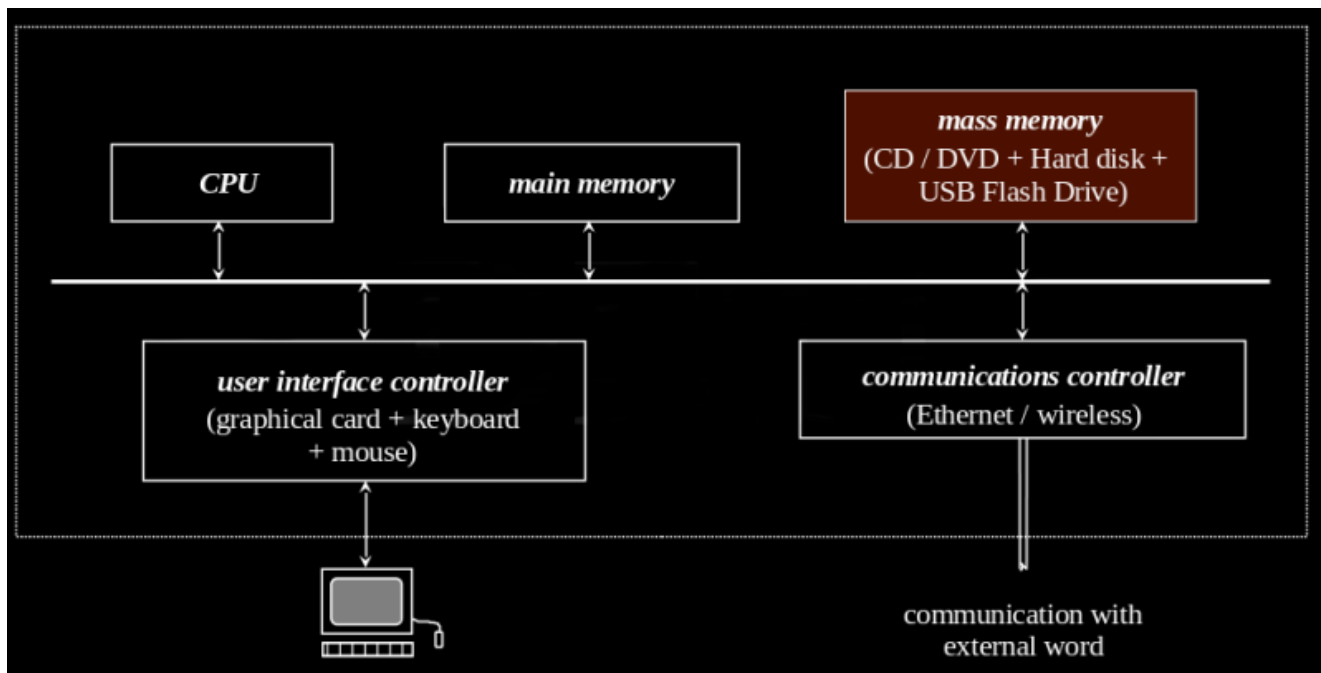 CPU
main memory
mass memory
(CD / DVD + Hard disk +
USB Flash Drive)
user interface controller
(graphical card + keyboard
+ mouse)
communications controller
(Ethernet / wireless)
communication with
external word